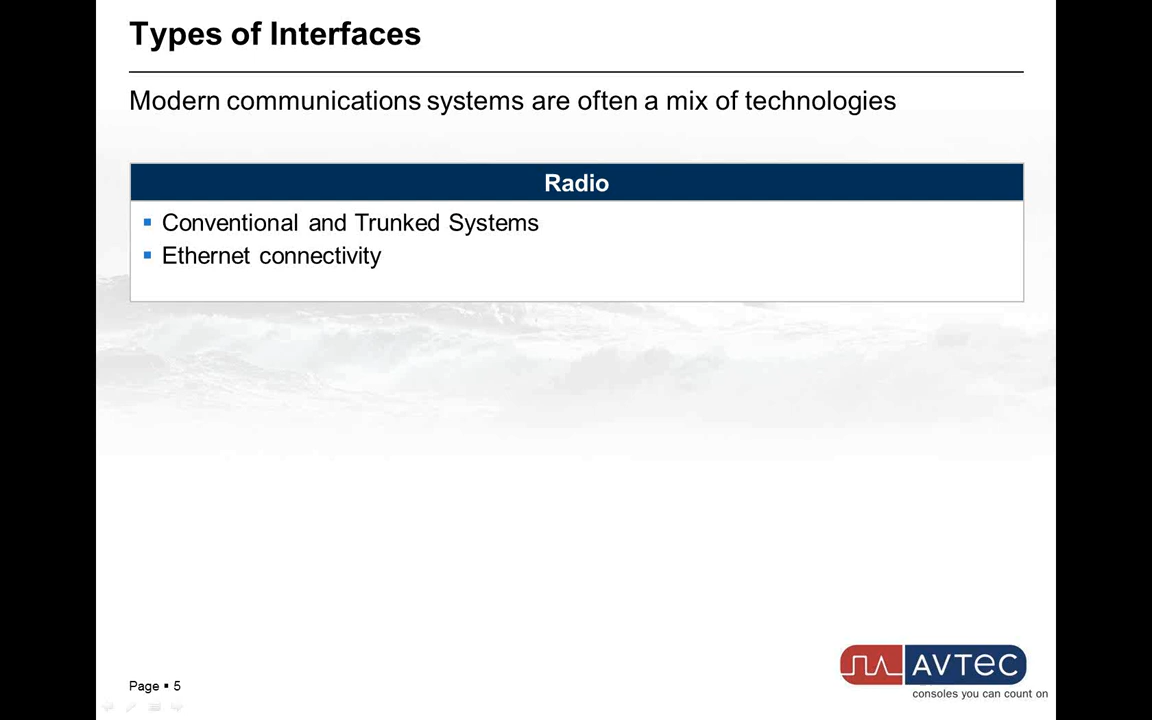 Types of Interfaces
Modern communications systems are often a mix of technologies
Radio
▪ Conventional and Trunked Systems
▪ Ethernet connectivity
Page ▪ 5
AVTEC
consoles you can count on